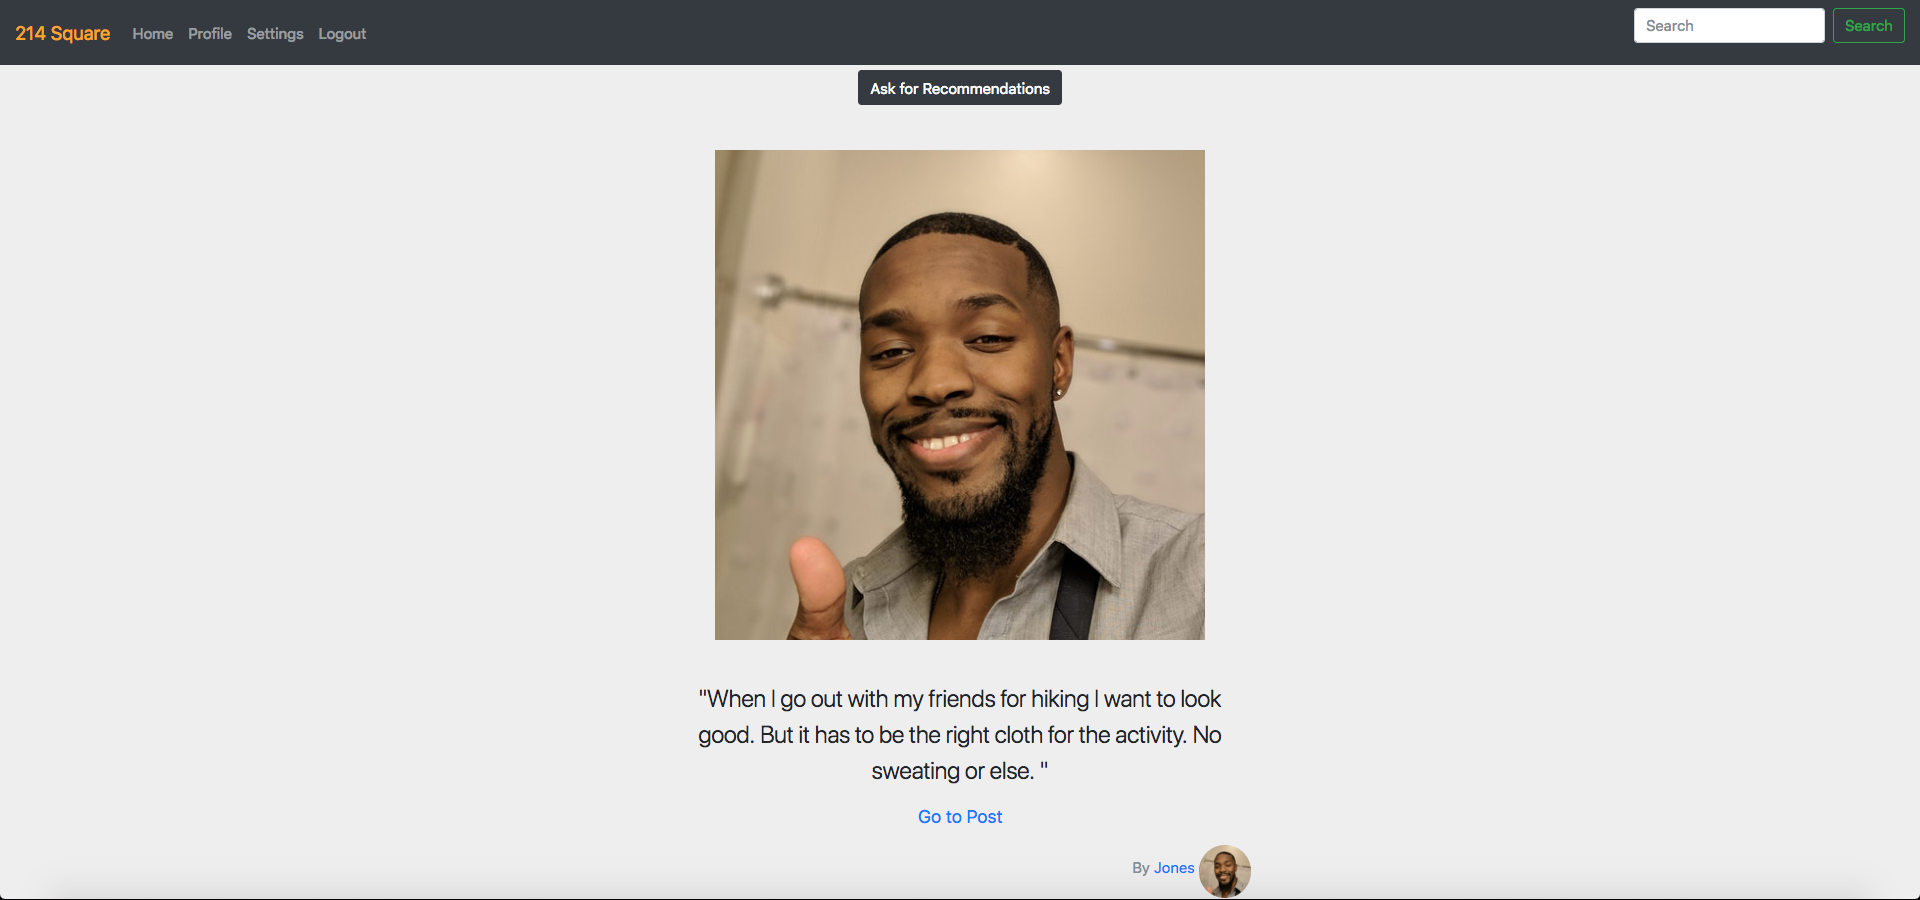 214 Square Home Profile Settings Logout Search Search
Ask for Recommendations
"When I go out with my friends for hiking I want to look
good. But it has to be the right cloth for the activity. No
sweating or else. "
Go to Post
By Jones